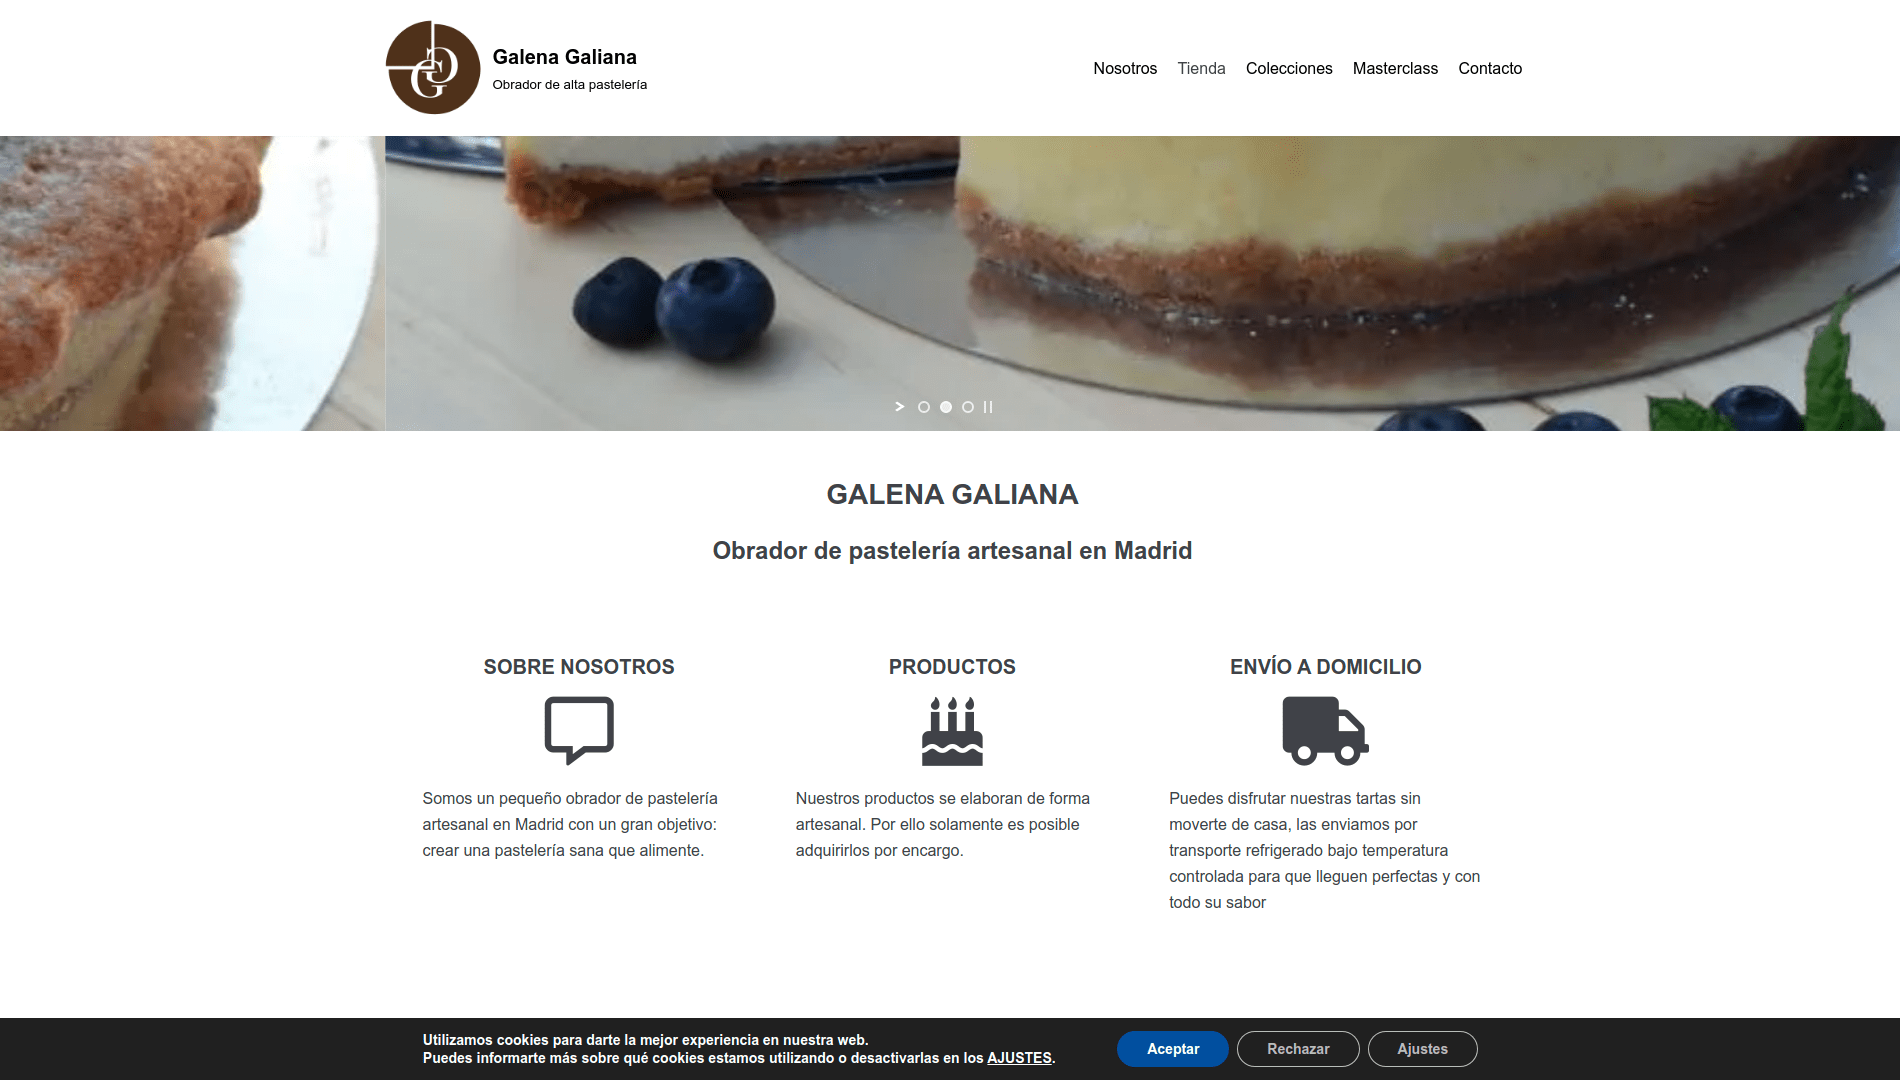 Galena Galiana
Obrador de alta pastelería
Nosotros Tienda Colecciones Masterclass Contacto
GALENA GALIANA
Obrador de pastelería artesanal en Madrid
SOBRE NOSOTROS
Somos un pequeño obrador de pastelería
artesanal en Madrid con un gran objetivo:
crear una pastelería sana que alimente.
PRODUCTOS
Nuestros productos se elaboran de forma
artesanal. Por ello solamente es posible
adquirirlos por encargo.
ENVÍO A DOMICILIO
Puedes disfrutar nuestras tartas sin
moverte de casa, las enviamos por
transporte refrigerado bajo temperatura
controlada para que lleguen perfectas y con
todo su sabor
Utilizamos cookies para darte la mejor experiencia en nuestra web.
Puedes informarte más sobre qué cookies estamos utilizando o desactivarlas en los AJUSTES.
Aceptar Rechazar Ajustes